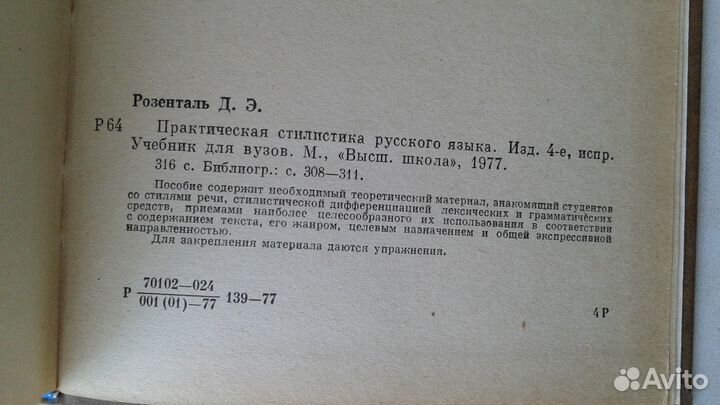 Розенталь Д. Э.
Р64 Практическая стилистика русского языка. Изд. 4-е, испр.
Учебник для вузов. М., «Высш. школа», 1977.
316 с. Библиогр.: с. 308—311.
Пособие содержит необходимый теоретический материал, знакомящий студентов
со стилями речи, стилистической дифференциацией лексических и грамматических
средств, приемами наиболее целесообразного их использования в соответствии
с содержанием текста, его жанром, целевым назначением и общей экспрессивной
направленностью.
Для закрепления материала даются упражнения.
70102—024
Р 139—77
001 (01)—77
4Р
Avito